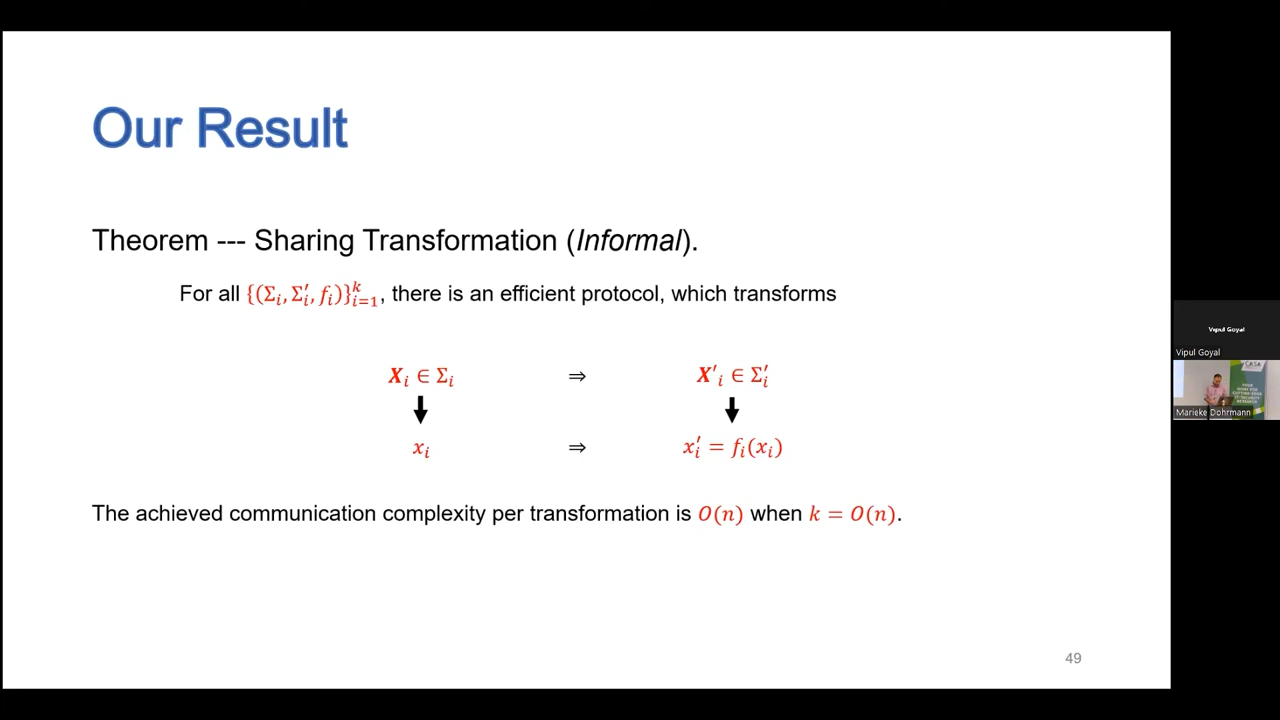 Our Result
Theorem --- Sharing Transformation (Informal).
For all {(Σᵢ, Σ′ᵢ, fᵢ)}ᵏᵢ₌₁, there is an efficient protocol, which transforms
Xᵢ ∈ Σᵢ ⇒ X′ᵢ ∈ Σ′ᵢ
xᵢ ⇒ x′ᵢ = fᵢ(xᵢ)
The achieved communication complexity per transformation is O(n) when k = O(n).
49
Vipul Goyal
Vipul Goyal
CASA
Marieke Dohrmann